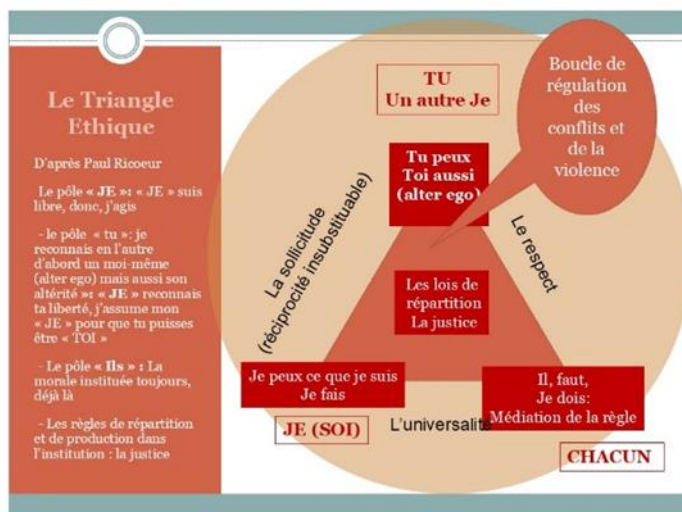 Le Triangle
Ethique
D'après Paul Ricoeur
Le pôle « JE »: « JE » suis
libre, donc, j'agis
- le pôle « tu »: je
reconnais en l'autre
d'abord un moi-même
(alter ego) mais aussi son
altérité »: « JE » reconnais
ta liberté, j'assume mon
« JE » pour que tu puisses
être « TOI »
- Le pôle « Ils » : La
morale instituée toujours,
déjà là
- Les règles de répartition
et de production dans
l'institution : la justice
TU
Un autre Je
Boucle de
régulation
des
conflits et
de la
violence
Tu peux
Toi aussi
(alter ego)
La sollicitude
(réciprocité insubstituable)
Le respect
Les lois de
répartition
La justice
Je peux ce que je suis
Je fais
Il, faut,
Je dois:
Médiation de la règle
JE (SOI)
L'universalité
CHACUN